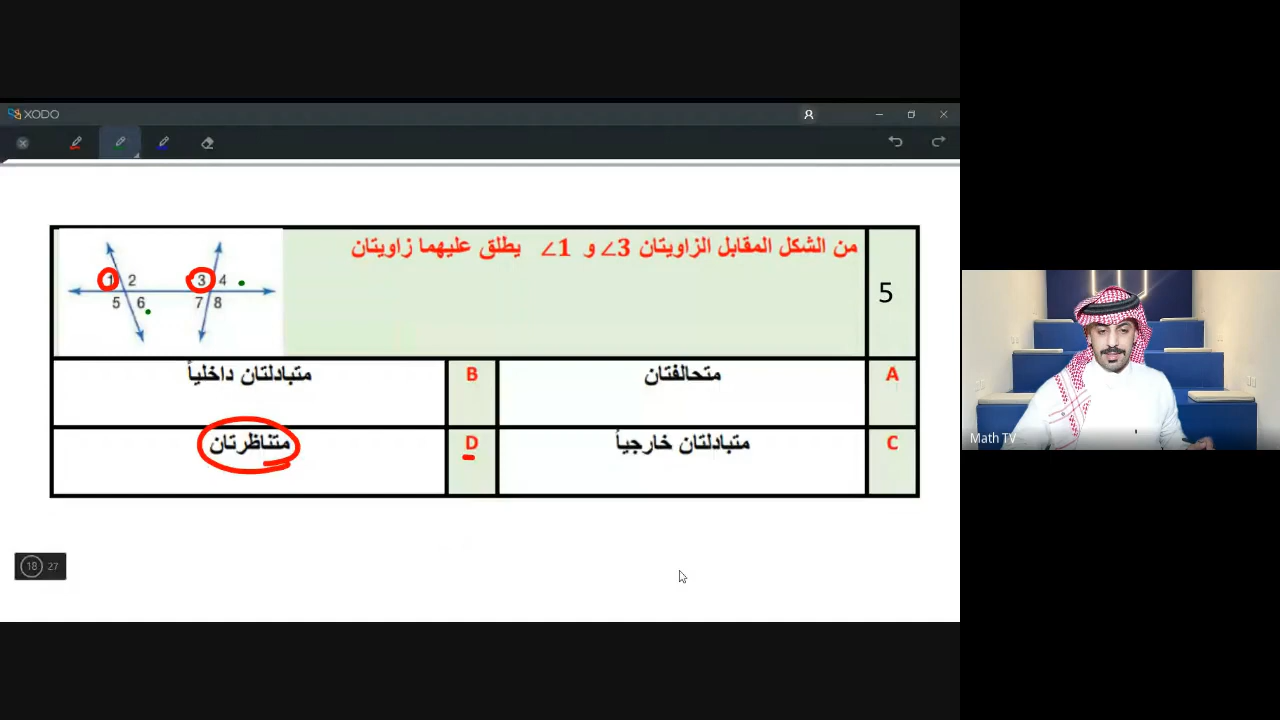 XODO
من الشكل المقابل الزاويتان 3∠ و 1∠ يطلق عليهما زاويتان
5
1 2 3 4
5 6 7 8
A متحالفتان
B متبادلتان داخلياً
C متبادلتان خارجياً
D متناظرتان
18 27
Math TV